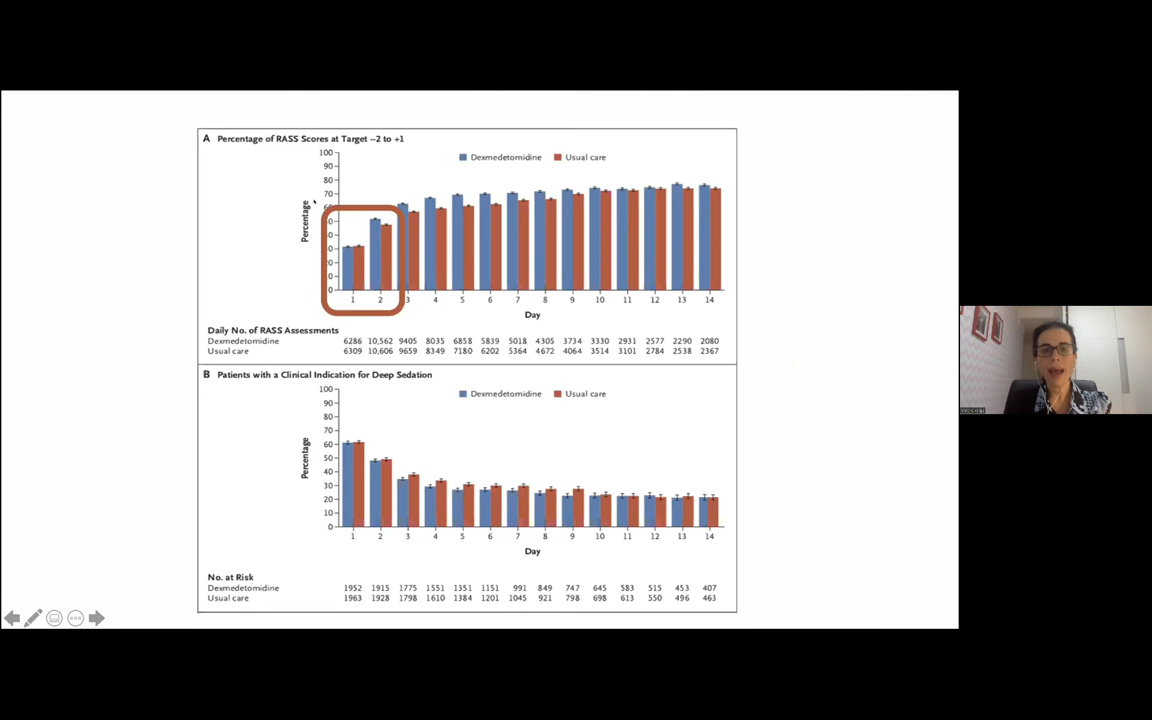 A Percentage of RASS Scores at Target −2 to +1
Dexmedetomidine Usual care
100
90
80
70
Percentage
1 2 3 4 5 6 7 8 9 10 11 12 13 14
Day
Daily No. of RASS Assessments
Dexmedetomidine 6286 10,562 9405 8035 6858 5839 5018 4305 3734 3330 2931 2577 2290 2080
Usual care 6309 10,606 9659 8349 7180 6202 5364 4672 4064 3514 3101 2784 2538 2367
B Patients with a Clinical Indication for Deep Sedation
Dexmedetomidine Usual care
100
90
80
70
60
50
40
30
20
10
0
Percentage
1 2 3 4 5 6 7 8 9 10 11 12 13 14
Day
No. at Risk
Dexmedetomidine 1952 1915 1775 1551 1351 1151 991 849 747 645 583 515 453 407
Usual care 1963 1928 1798 1610 1384 1201 1045 921 798 698 613 550 496 463